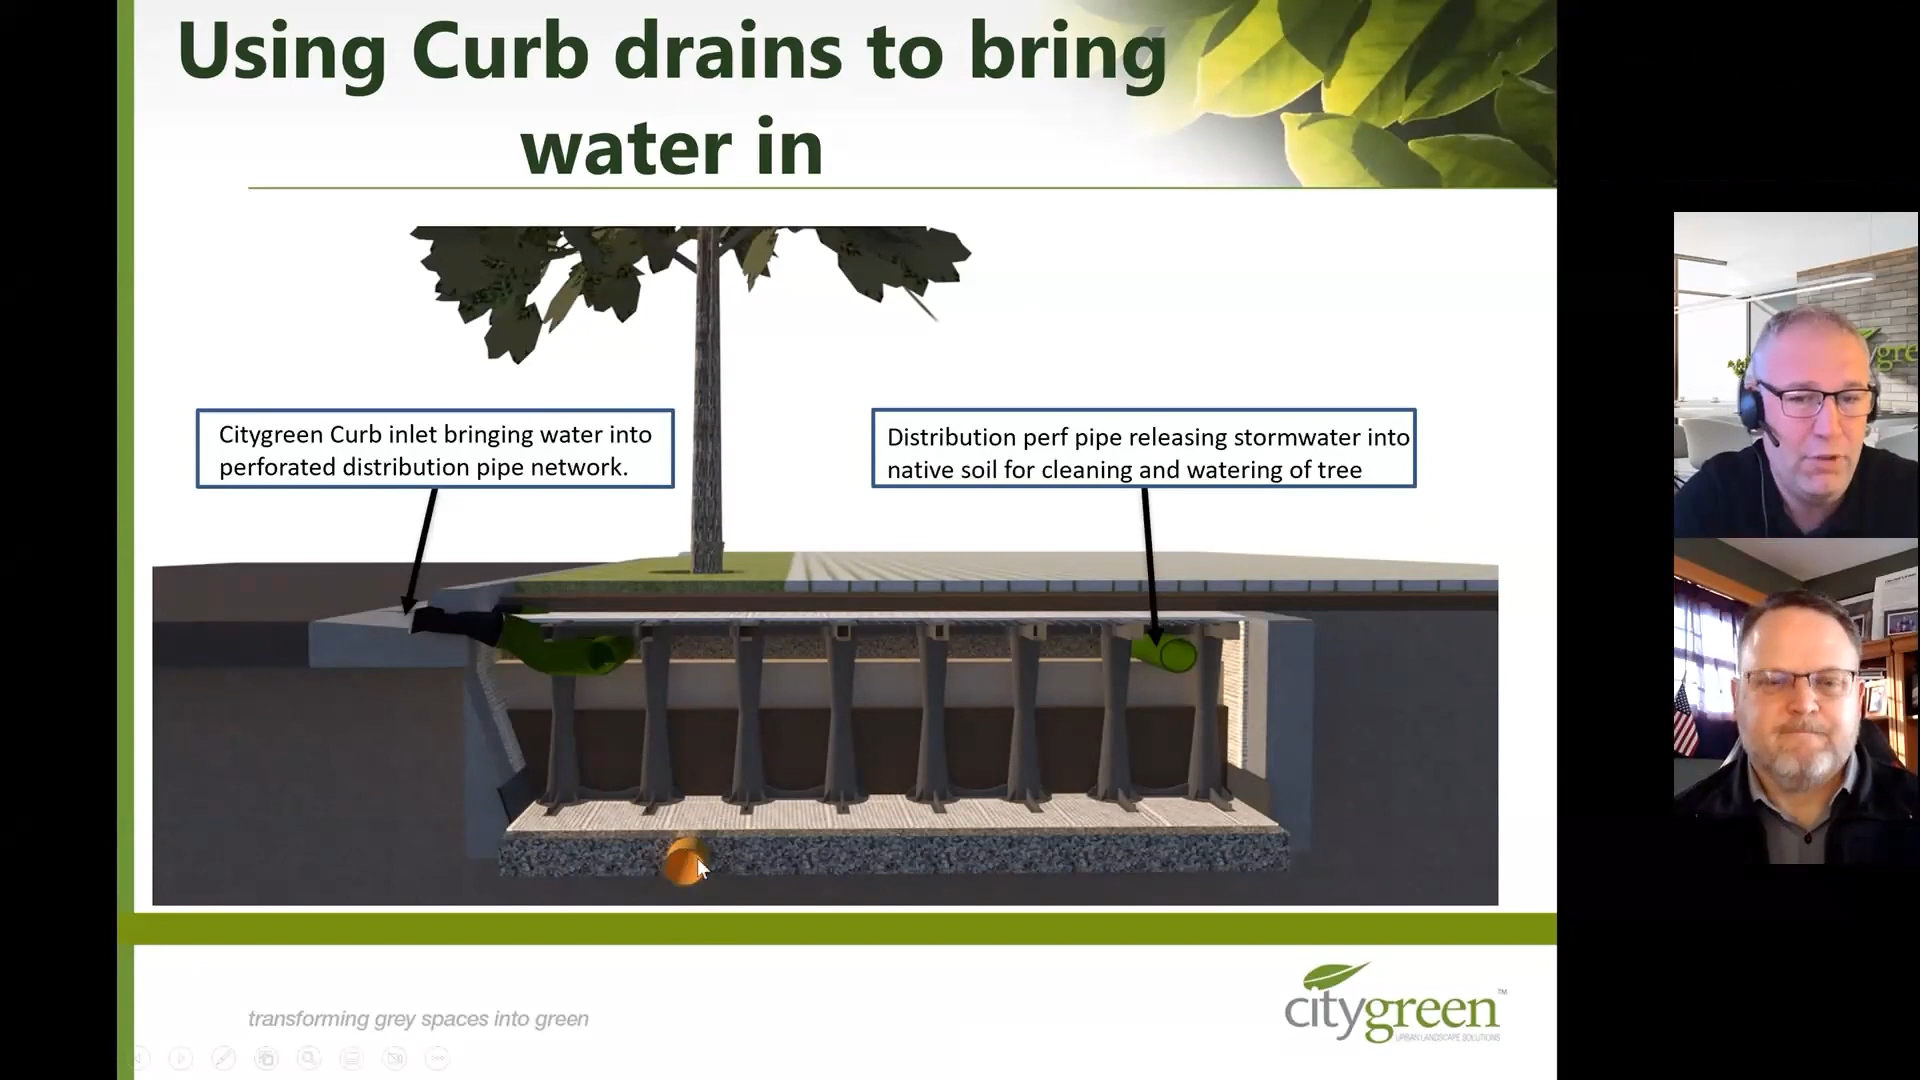 Using Curb drains to bring
water in
Citygreen Curb inlet bringing water into
perforated distribution pipe network.
Distribution perf pipe releasing stormwater into
native soil for cleaning and watering of tree
transforming grey spaces into green
citygreen™
URBAN LANDSCAPE SOLUTIONS
gre